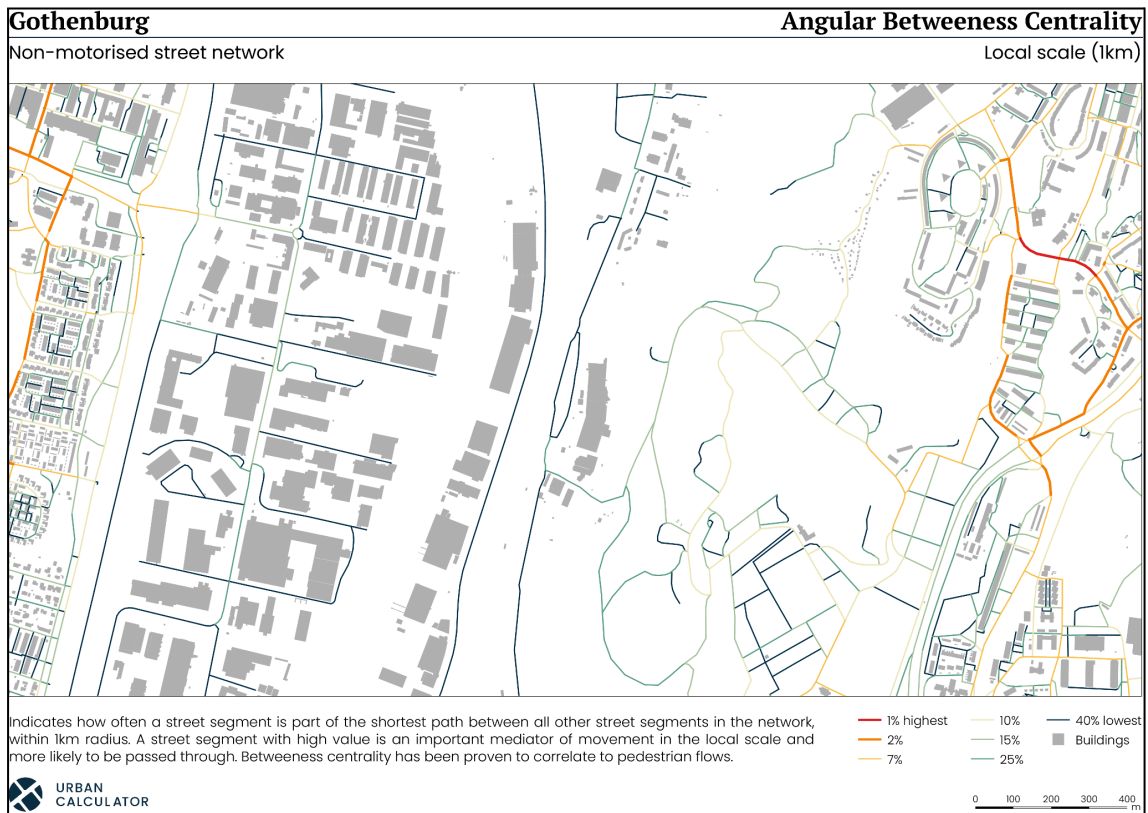 Gothenburg
Angular Betweeness Centrality
Non-motorised street network
Local scale (1km)
Indicates how often a street segment is part of the shortest path between all other street segments in the network,
within 1km radius. A street segment with high value is an important mediator of movement in the local scale and
more likely to be passed through. Betweeness centrality has been proven to correlate to pedestrian flows.
1% highest
2%
7%
10%
15%
25%
40% lowest
Buildings
URBAN
CALCULATOR
0 100 200 300 400
m